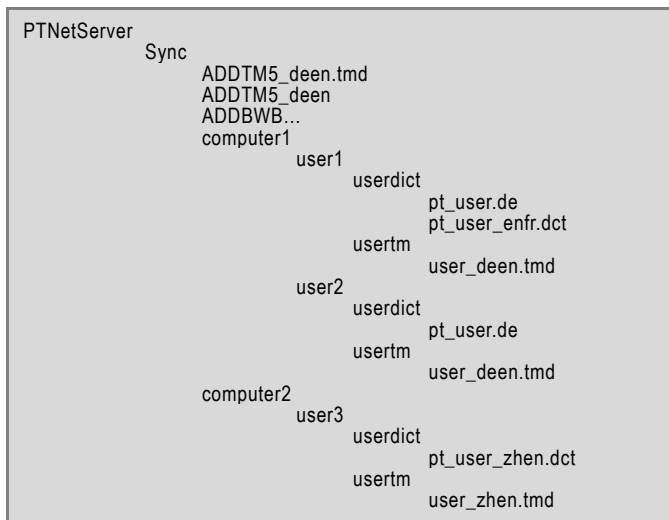 PTNetServer
Sync
ADDTM5_deen.tmd
ADDTM5_deen
ADDBWB...
computer1
user1
userdict
pt_user.de
pt_user_enfr.dct
usertm
user_deen.tmd
user2
userdict
pt_user.de
usertm
user_deen.tmd
computer2
user3
userdict
pt_user_zhen.dct
usertm
user_zhen.tmd